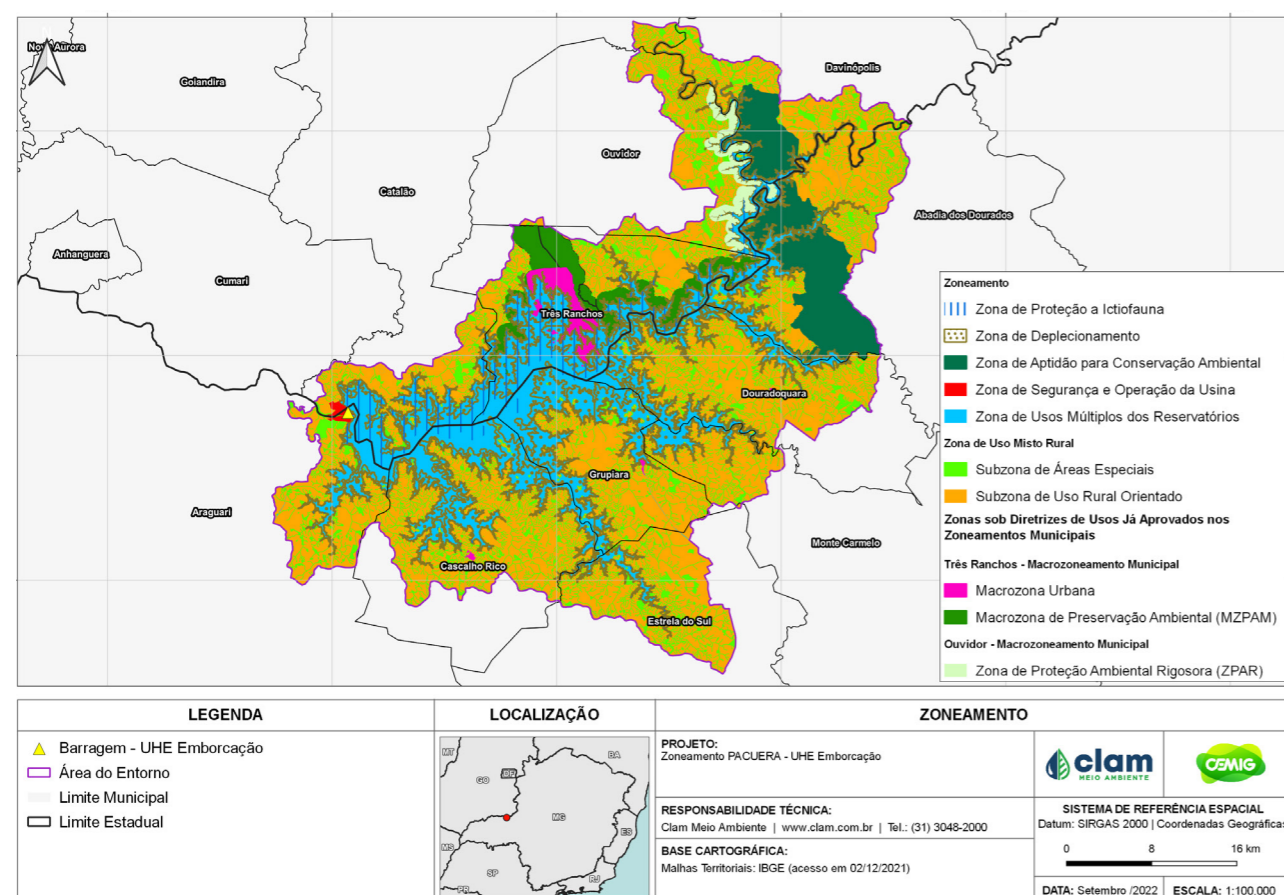 Nova Aurora
Goiandira
Davinópolis
Ouvidor
Catalão
Abadia dos Dourados
Anhanguera
Cumari
Três Ranchos
Douradoquara
Grupiara
Araguari
Monte Carmelo
Cascalho Rico
Estrela do Sul
Zoneamento
Zona de Proteção a Ictiofauna
Zona de Deplecionamento
Zona de Aptidão para Conservação Ambiental
Zona de Segurança e Operação da Usina
Zona de Usos Múltiplos dos Reservatórios
Zona de Uso Misto Rural
Subzona de Áreas Especiais
Subzona de Uso Rural Orientado
Zonas sob Diretrizes de Usos Já Aprovados nos
Zoneamentos Municipais
Três Ranchos - Macrozoneamento Municipal
Macrozona Urbana
Macrozona de Preservação Ambiental (MZPAM)
Ouvidor - Macrozoneamento Municipal
Zona de Proteção Ambiental Rigosora (ZPAR)
LEGENDA
Barragem - UHE Emborcação
Área do Entorno
Limite Municipal
Limite Estadual
LOCALIZAÇÃO
MT
BA
GO
DF
MG
ES
MS
SP
RJ
PR
ZONEAMENTO
PROJETO:
Zoneamento PACUERA - UHE Emborcação
RESPONSABILIDADE TÉCNICA:
Clam Meio Ambiente | www.clam.com.br | Tel.: (31) 3048-2000
BASE CARTOGRÁFICA:
Malhas Territoriais: IBGE (acesso em 02/12/2021)
clam
MEIO AMBIENTE
CEMIG
SISTEMA DE REFERÊNCIA ESPACIAL
Datum: SIRGAS 2000 | Coordenadas Geográficas
0 8 16 km
DATA: Setembro /2022 ESCALA: 1:100.000